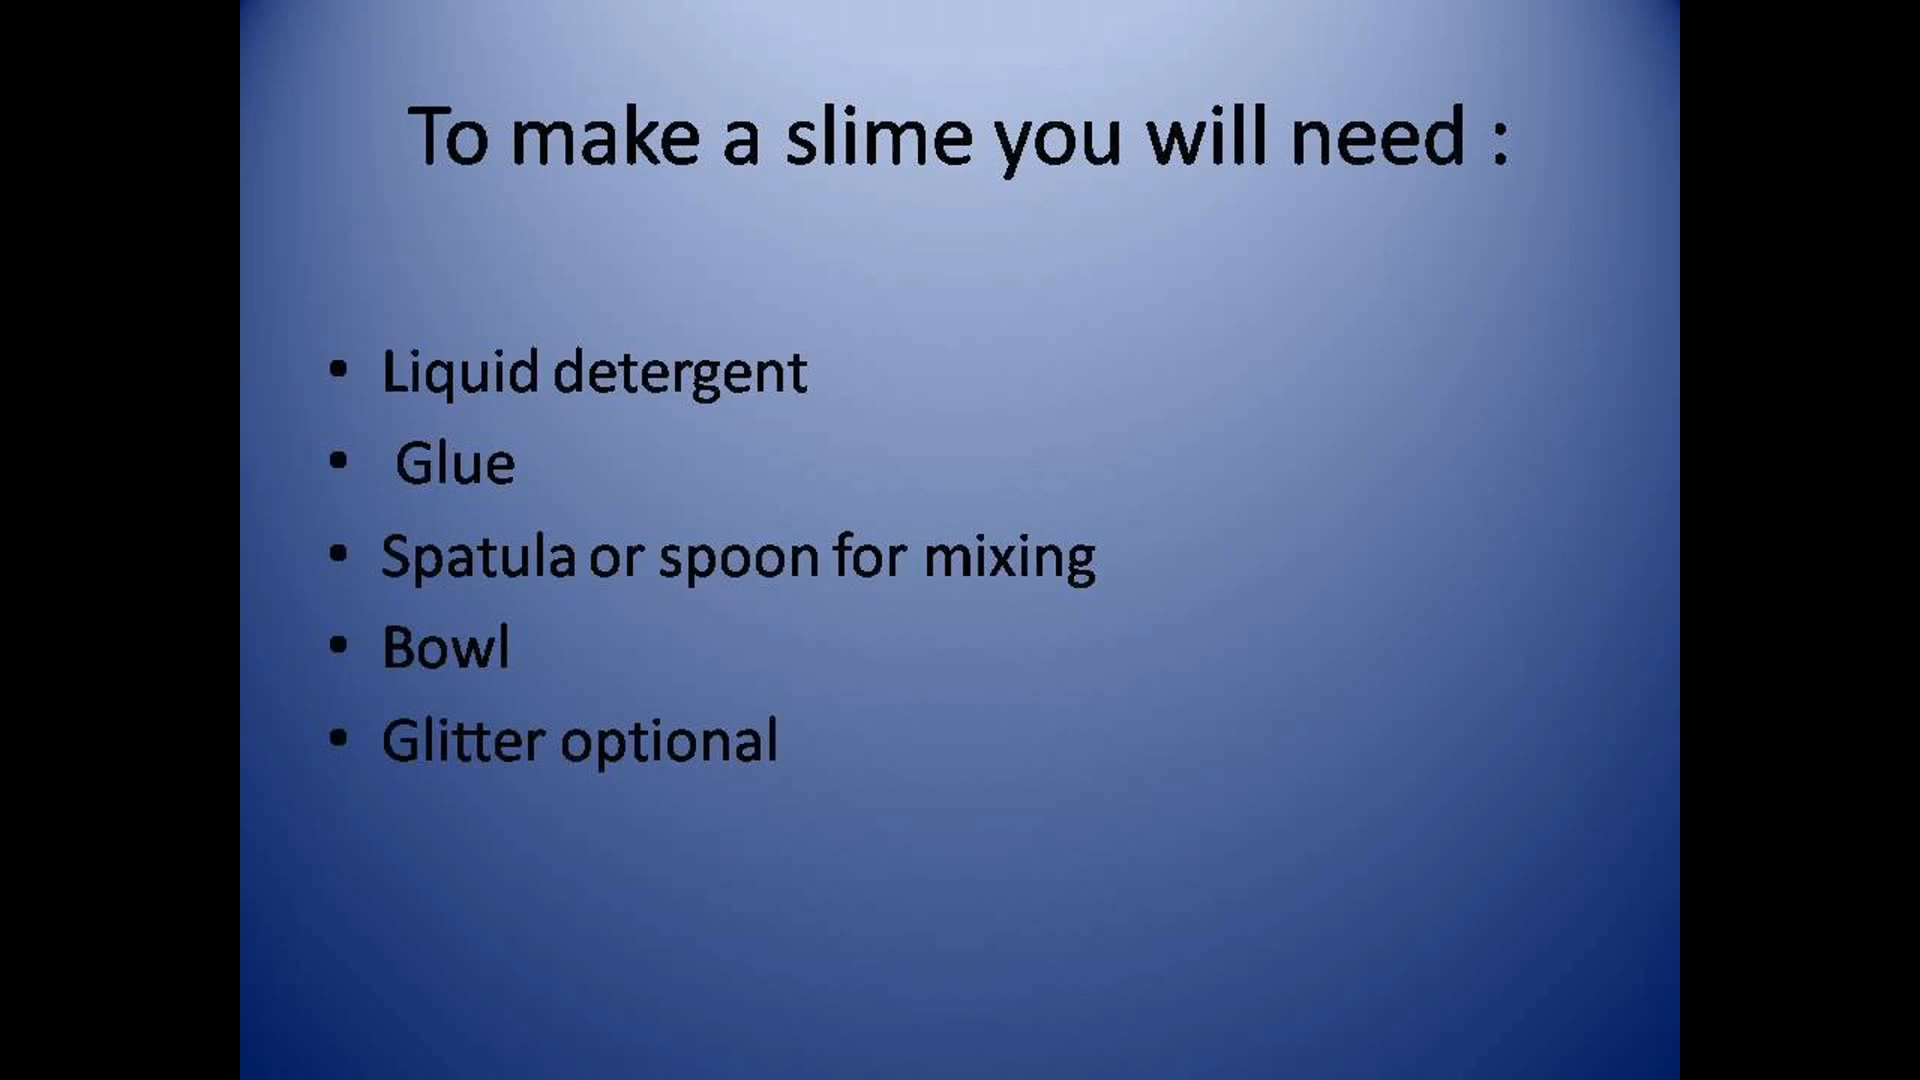 To make a slime you will need :
• Liquid detergent
• Glue
• Spatula or spoon for mixing
• Bowl
• Glitter optional